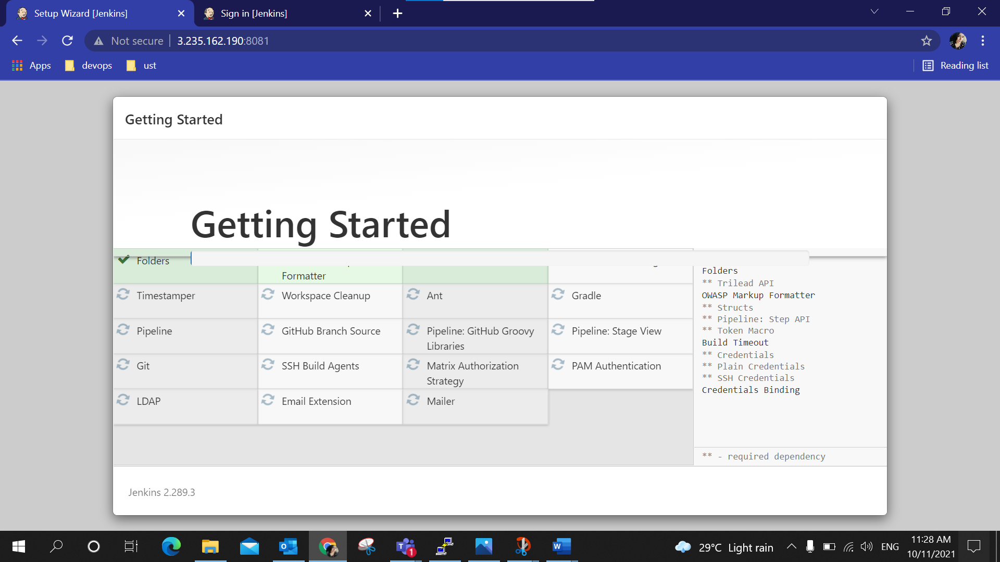 Setup Wizard [Jenkins]
Sign in [Jenkins]
Not secure
3.235.162.190:8081
Apps
devops
ust
Reading list
Getting Started
Getting Started
Folders
Formatter
Timestamper
Workspace Cleanup
Ant
Gradle
Pipeline
GitHub Branch Source
Pipeline: GitHub Groovy
Libraries
Pipeline: Stage View
Git
SSH Build Agents
Matrix Authorization
Strategy
PAM Authentication
LDAP
Email Extension
Mailer
Folders
** Trilead API
OWASP Markup Formatter
** Structs
** Pipeline: Step API
** Token Macro
Build Timeout
** Credentials
** Plain Credentials
** SSH Credentials
Credentials Binding
** - required dependency
Jenkins 2.289.3
1
29°C Light rain
ENG
11:28 AM
10/11/2021